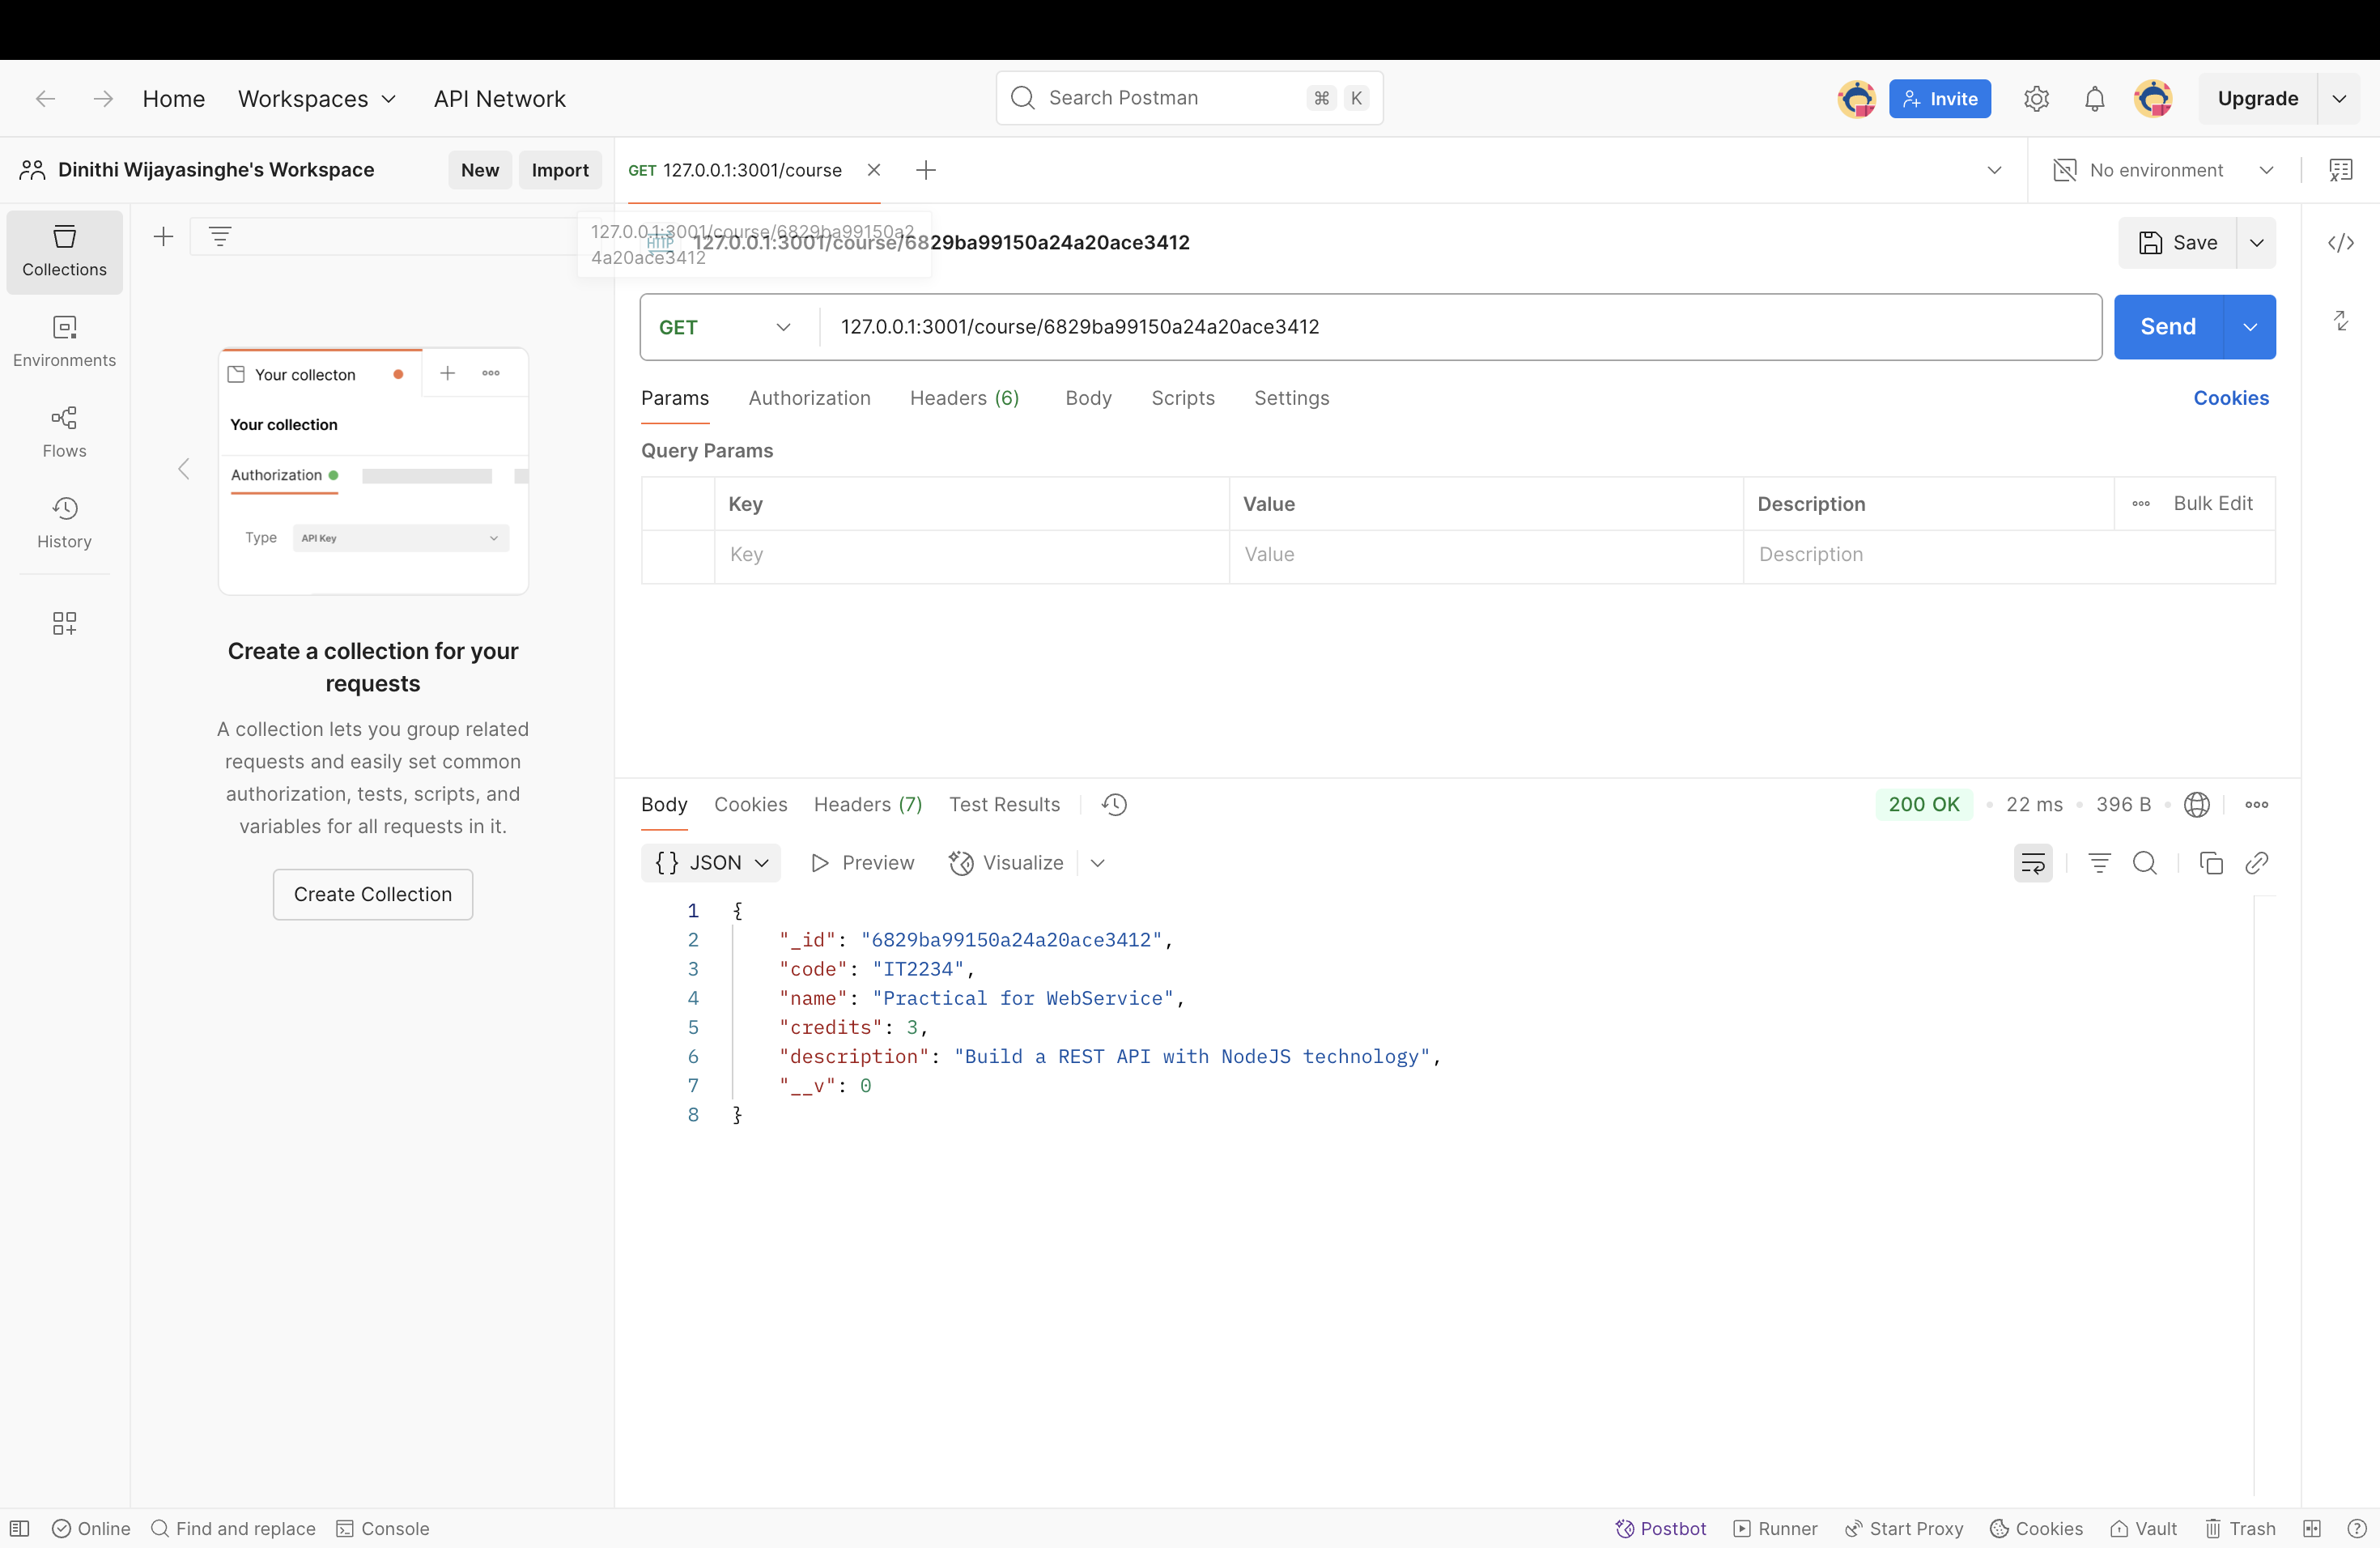 Home Workspaces API Network Search Postman ⌘ K Invite Upgrade
Dinithi Wijayasinghe's Workspace New Import GET 127.0.0.1:3001/course No environment
Collections
Environments
Flows
History
Your collecton
Your collection
Authorization
Type API Key
Create a collection for your
requests
A collection lets you group related
requests and easily set common
authorization, tests, scripts, and
variables for all requests in it.
Create Collection
127.0.0.1:3001/course/6829ba99150a2
4a20ace3412
HTTP 127.0.0.1:3001/course/6829ba99150a24a20ace3412 Save
GET 127.0.0.1:3001/course/6829ba99150a24a20ace3412 Send
Params Authorization Headers (6) Body Scripts Settings Cookies
Query Params
Key Value Description Bulk Edit
Key Value Description
Body Cookies Headers (7) Test Results 200 OK • 22 ms • 396 B •
{} JSON Preview Visualize
1 {
2 "_id": "6829ba99150a24a20ace3412",
3 "code": "IT2234",
4 "name": "Practical for WebService",
5 "credits": 3,
6 "description": "Build a REST API with NodeJS technology",
7 "__v": 0
8 }
Online Find and replace Console Postbot Runner Start Proxy Cookies Vault Trash